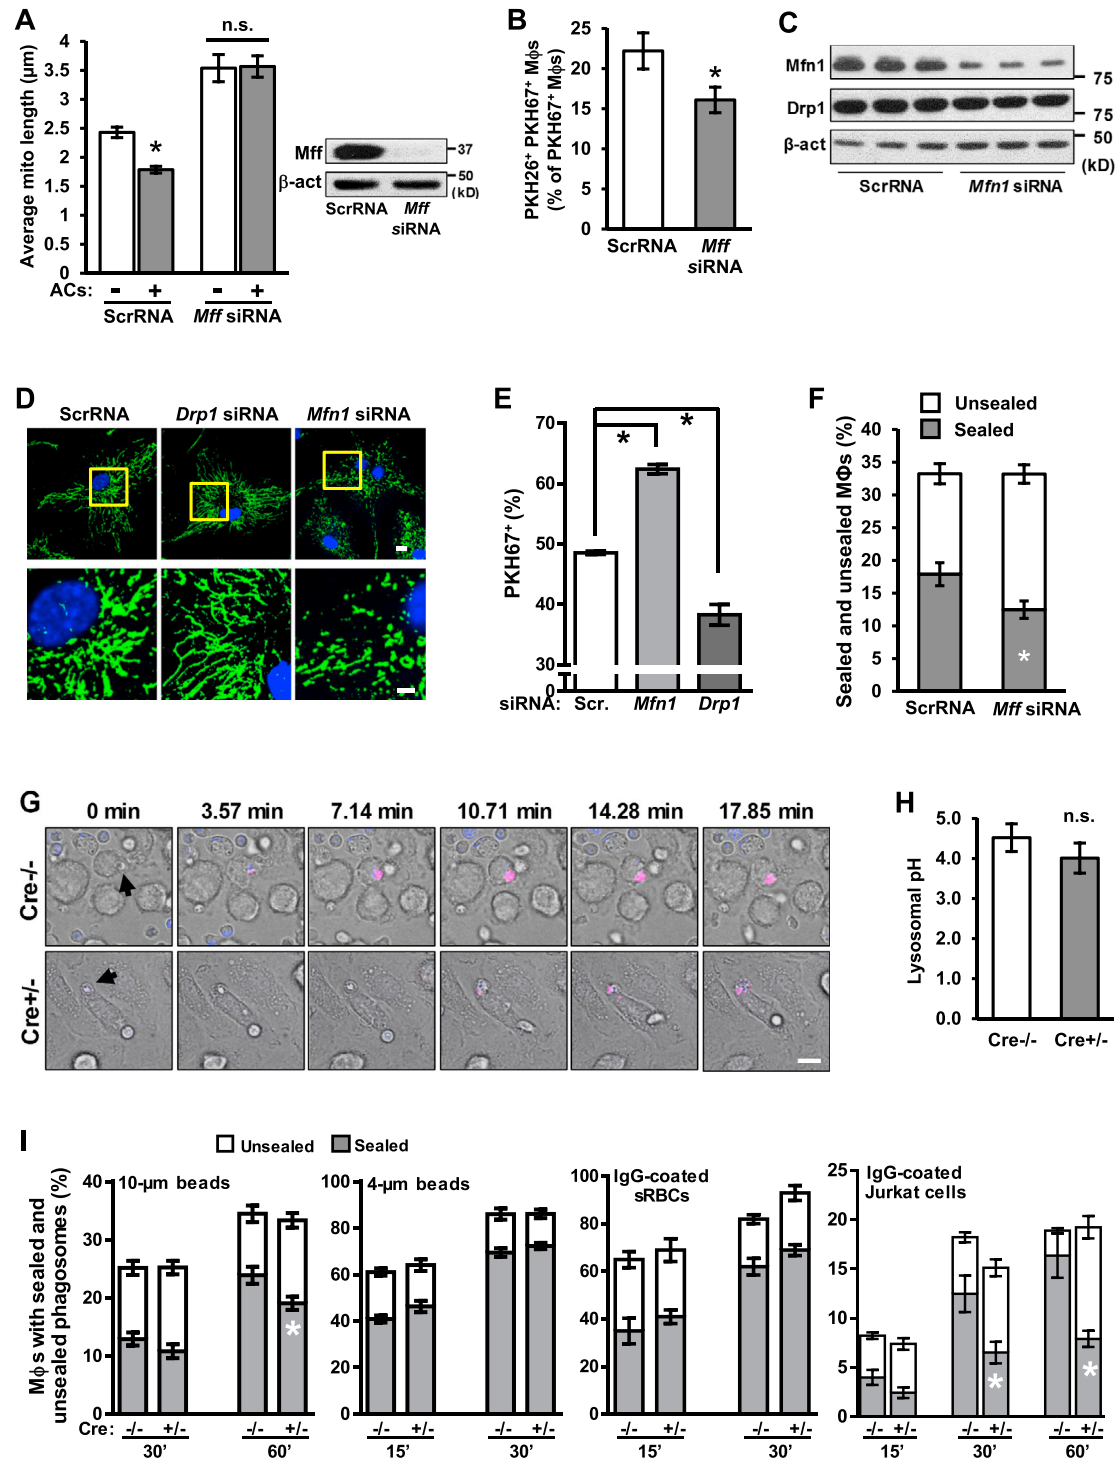 A
n.s.
Average mito length (µm)
4
3.5
3
2.5
2
1.5
1
0.5
0
*
ACs:
- + - +
ScrRNA Mff siRNA
Mff
37
β-act
50
(kD)
ScrRNA Mff
siRNA
B
PKH26+ PKH67+ Mϕs
(% of PKH67+ Mϕs)
25
20
15
10
5
0
*
ScrRNA Mff
siRNA
C
Mfn1
75
Drp1
75
β-act
50
(kD)
ScrRNA Mfn1 siRNA
D
ScrRNA Drp1 siRNA Mfn1 siRNA
E
PKH67+ (%)
70
60
50
40
30
0
* *
siRNA: Scr. Mfn1 Drp1
F
Unsealed
Sealed
Sealed and unsealed MΦs (%)
40
35
30
25
20
15
10
5
0
*
ScrRNA Mff siRNA
G
0 min 3.57 min 7.14 min 10.71 min 14.28 min 17.85 min
Cre-/-
Cre+/-
H
Lysosomal pH
5.0
4.0
3.0
2.0
1.0
0.0
n.s.
Cre-/- Cre+/-
I
Unsealed Sealed
Mϕs with sealed and
unsealed phagosomes (%)
10-µm beads
40
30
20
10
0
*
Cre: -/- +/- -/- +/-
30' 60'
4-µm beads
100
80
60
40
20
0
-/- +/- -/- +/-
15' 30'
IgG-coated
sRBCs
100
80
60
40
20
0
-/- +/- -/- +/-
15' 30'
IgG-coated
Jurkat cells
25
20
15
10
5
0
* *
-/- +/- -/- +/- -/- +/-
15' 30' 60'